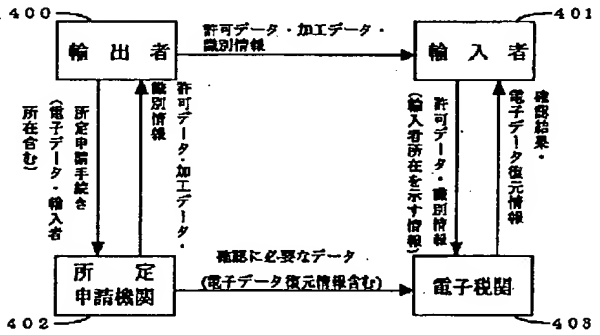 400
401
輸出者
許可データ・加工データ・
識別情報
輸入者
所定申請手続き
(電子データ・輸入者
所在含む)
許可データ・加工データ・
識別情報
許可データ・識別情報
(輸入者所在を示す情報)
確認結果・
電子データ復元情報
所定
申請機関
確認に必要なデータ
(電子データ復元情報含む)
電子税関
402
403